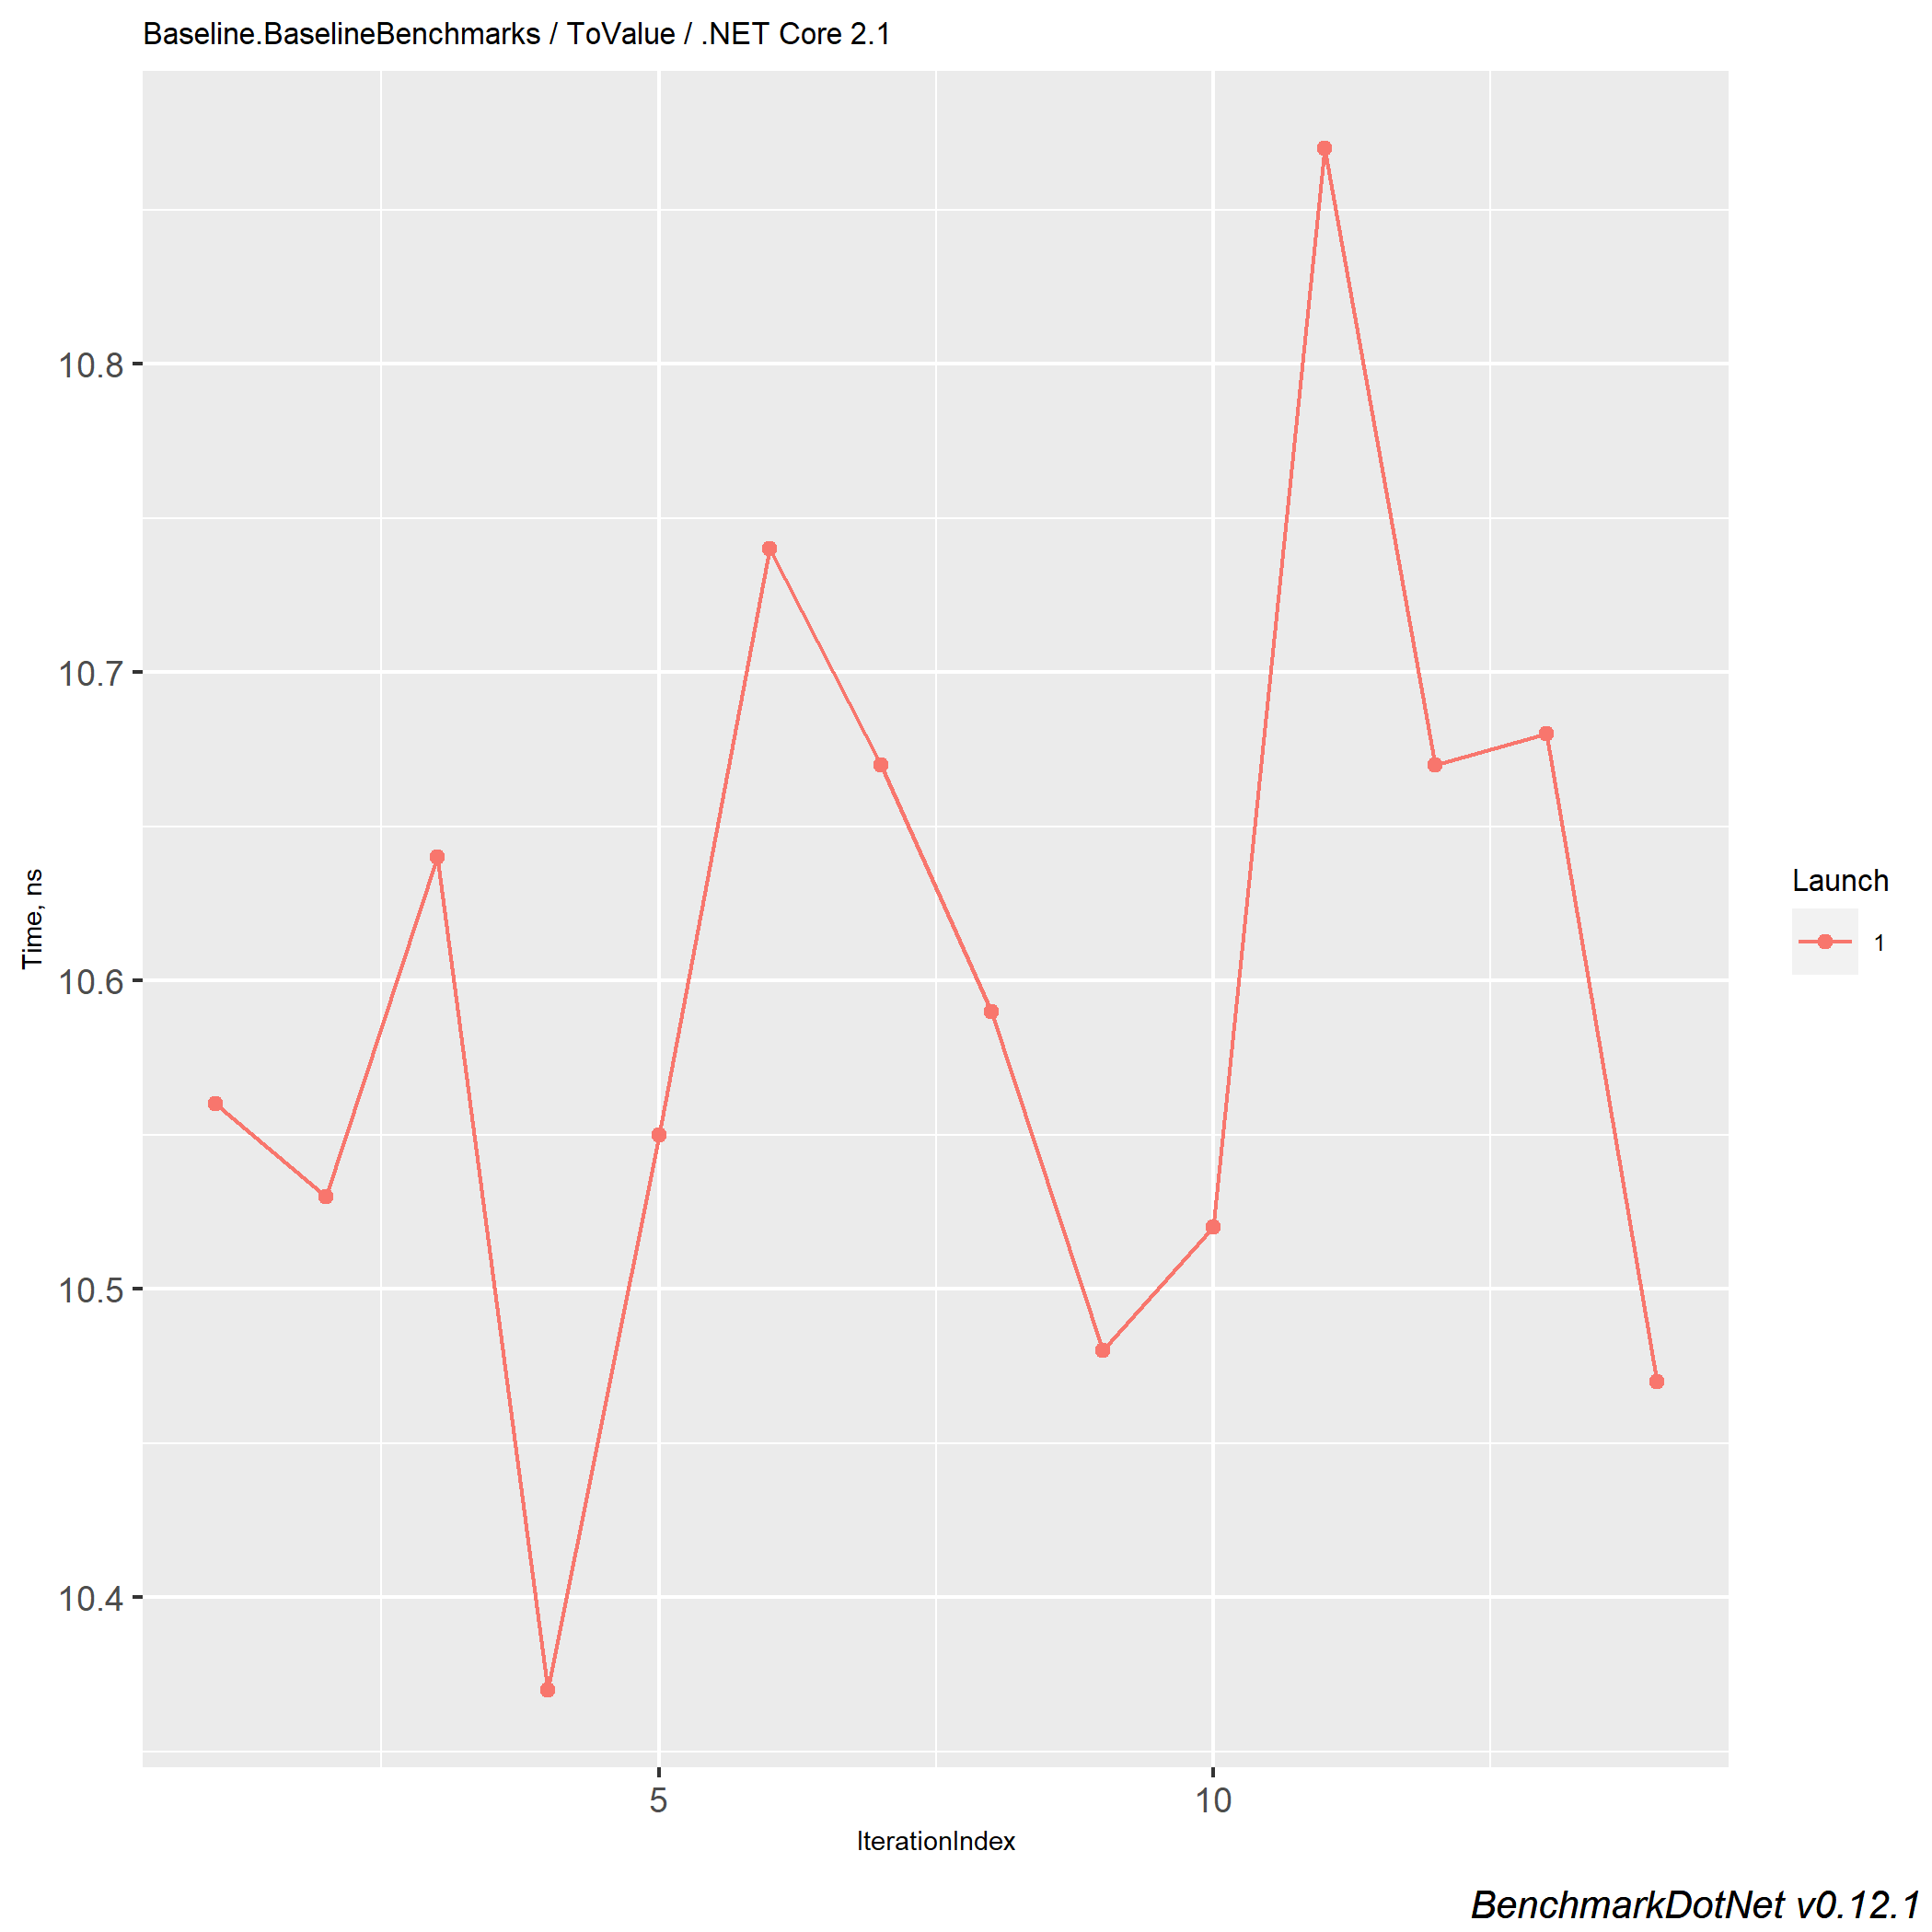 Baseline.BaselineBenchmarks / ToValue / .NET Core 2.1
10.8
10.7
10.6
10.5
10.4
Time, ns
5
10
IterationIndex
Launch
1
BenchmarkDotNet v0.12.1